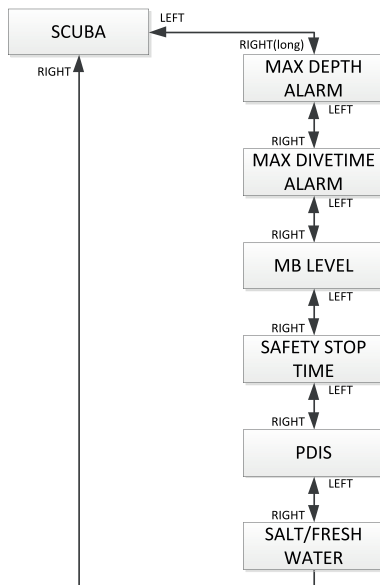 SCUBA
LEFT
RIGHT(long)
RIGHT
MAX DEPTH
ALARM
LEFT
RIGHT
MAX DIVETIME
ALARM
LEFT
RIGHT
MB LEVEL
LEFT
RIGHT
SAFETY STOP
TIME
LEFT
RIGHT
PDIS
LEFT
RIGHT
SALT/FRESH
WATER